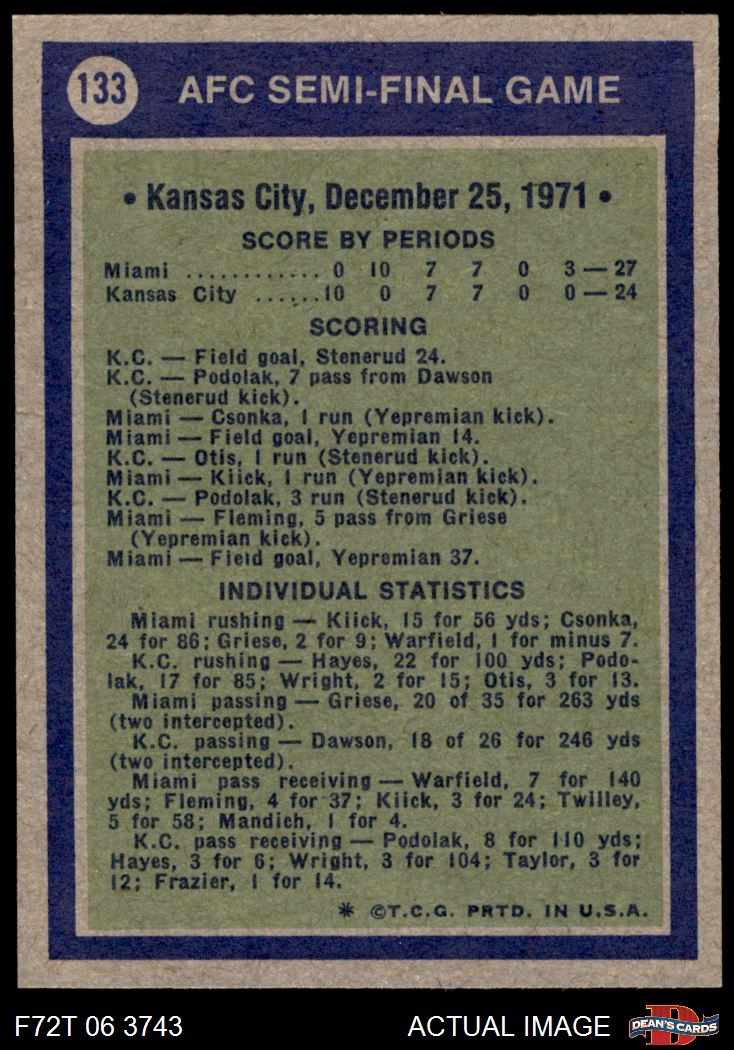 133 AFC SEMI-FINAL GAME
• Kansas City, December 25, 1971 •
SCORE BY PERIODS
Miami ............ 0 10 7 7 0 3 — 27
Kansas City ......10 0 7 7 0 0 — 24
SCORING
K.C. — Field goal, Stenerud 24.
K.C. — Podolak, 7 pass from Dawson
(Stenerud kick).
Miami — Csonka, 1 run (Yepremian kick).
Miami — Field goal, Yepremian 14.
K.C. — Otis, 1 run (Stenerud kick).
Miami — Kiick, 1 run (Yepremian kick).
K.C. — Podolak, 3 run (Stenerud kick).
Miami — Fleming, 5 pass from Griese
(Yepremian kick).
Miami — Field goal, Yepremian 37.
INDIVIDUAL STATISTICS
Miami rushing — Kiick, 15 for 56 yds; Csonka,
24 for 86; Griese, 2 for 9; Warfield, 1 for minus 7.
K.C. rushing — Hayes, 22 for 100 yds; Podo-
lak, 17 for 85; Wright, 2 for 15; Otis, 3 for 13.
Miami passing — Griese, 20 of 35 for 263 yds
(two intercepted).
K.C. passing — Dawson, 18 of 26 for 246 yds
(two intercepted).
Miami pass receiving — Warfield, 7 for 140
yds; Fleming, 4 for 37; Kiick, 3 for 24; Twilley,
5 for 58; Mandich, 1 for 4.
K.C. pass receiving — Podolak, 8 for 110 yds;
Hayes, 3 for 6; Wright, 3 for 104; Taylor, 3 for
12; Frazier, 1 for 14.
* ©T.C.G. PRTD. IN U.S.A.
F72T 06 3743 ACTUAL IMAGE DEAN'S CARDS